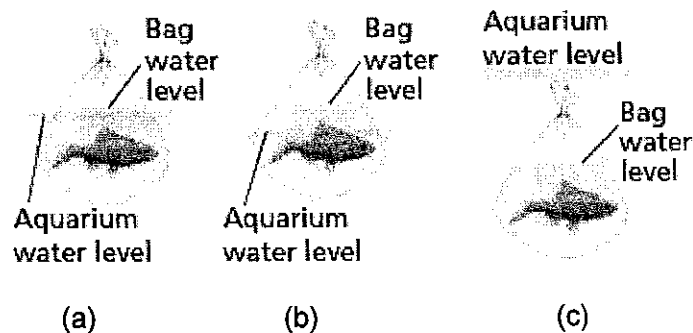 Bag
water
level
Aquarium
water level
(a)
Bag
water
level
Aquarium
water level
(b)
Aquarium
water level
Bag
water
level
(c)